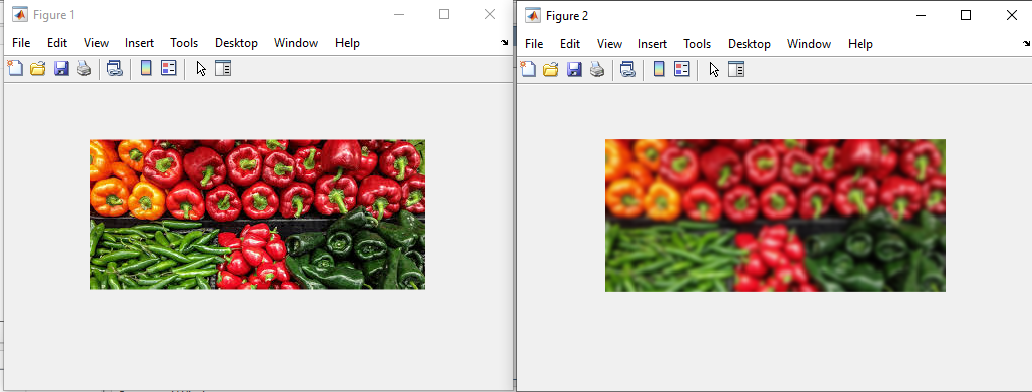 Figure 1
File Edit View Insert Tools Desktop Window Help
Figure 2
File Edit View Insert Tools Desktop Window Help